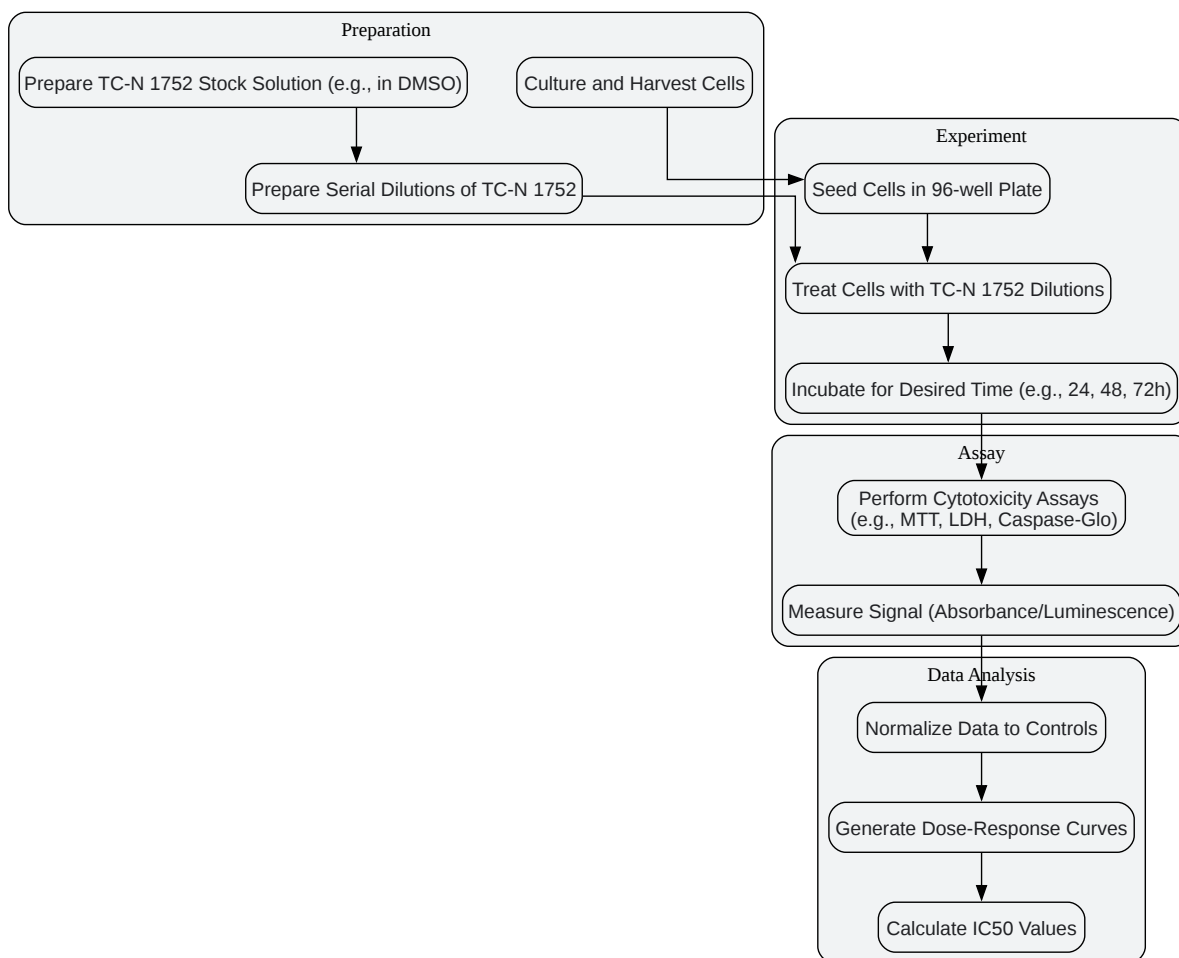 Preparation
Prepare TC-N 1752 Stock Solution (e.g., in DMSO)
Culture and Harvest Cells
Prepare Serial Dilutions of TC-N 1752
Experiment
Seed Cells in 96-well Plate
Treat Cells with TC-N 1752 Dilutions
Incubate for Desired Time (e.g., 24, 48, 72h)
Assay
Perform Cytotoxicity Assays
(e.g., MTT, LDH, Caspase-Glo)
Measure Signal (Absorbance/Luminescence)
Data Analysis
Normalize Data to Controls
Generate Dose-Response Curves
Calculate IC50 Values